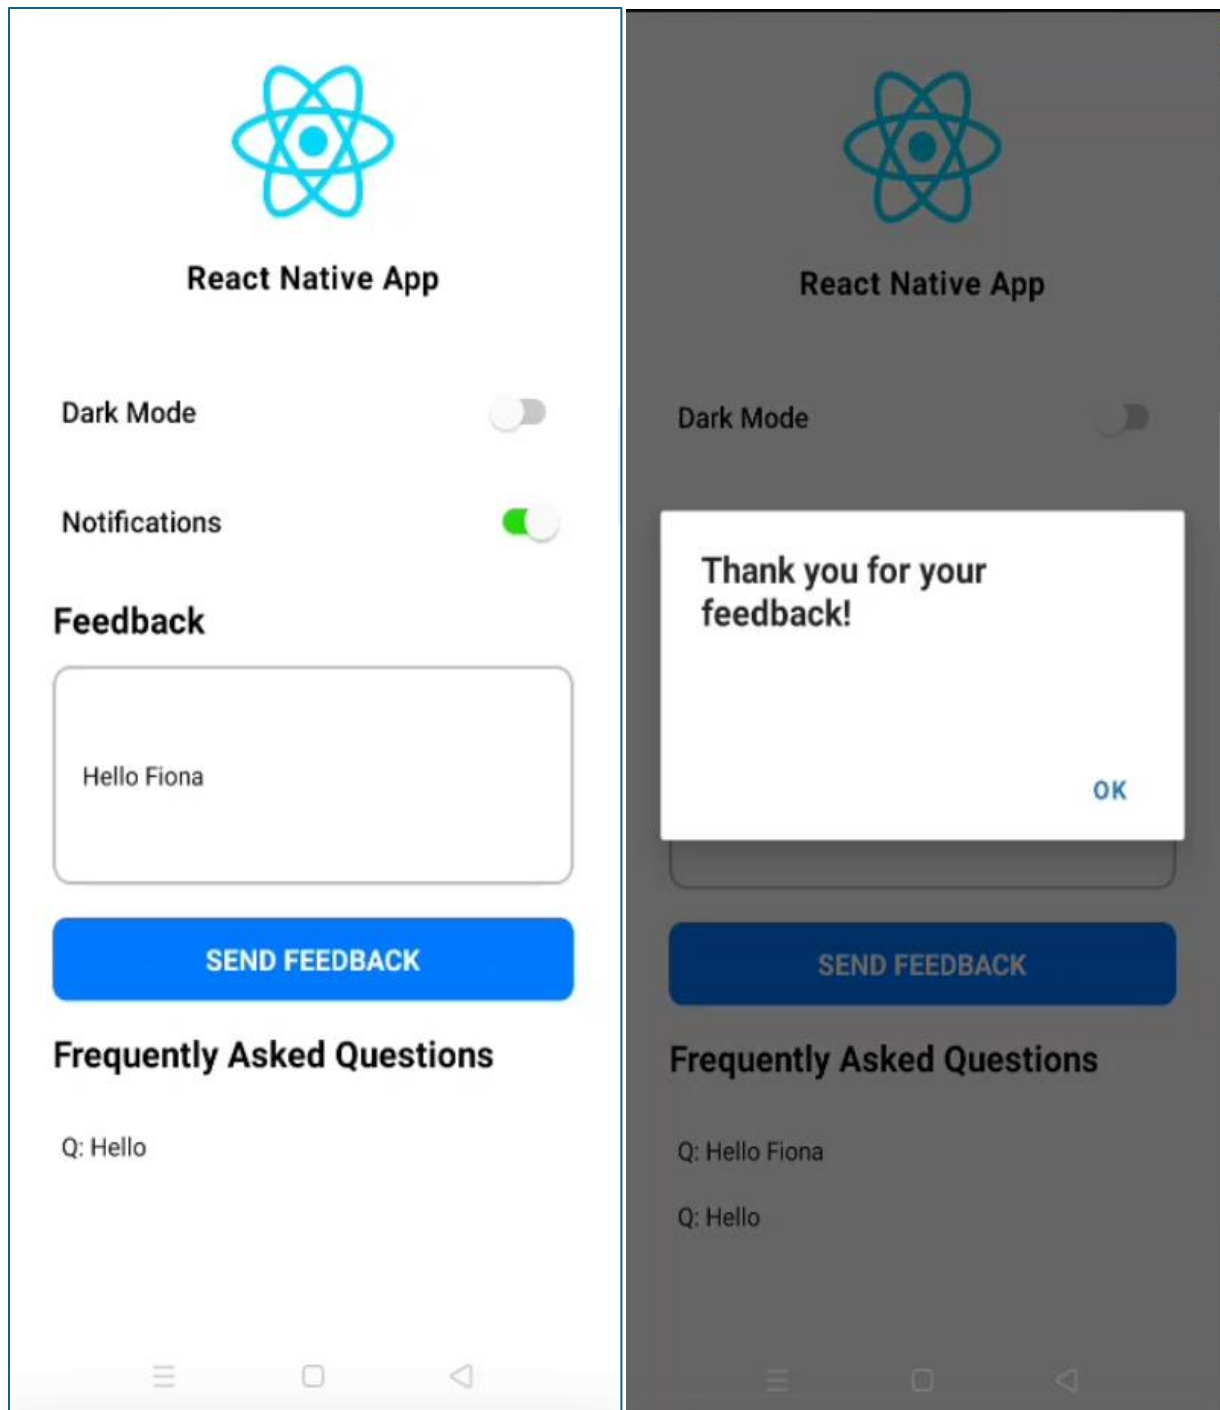 React Native App
Dark Mode
Notifications
Feedback
Hello Fiona
SEND FEEDBACK
Frequently Asked Questions
Q: Hello
React Native App
Dark Mode
Thank you for your
feedback!
OK
SEND FEEDBACK
Frequently Asked Questions
Q: Hello Fiona
Q: Hello